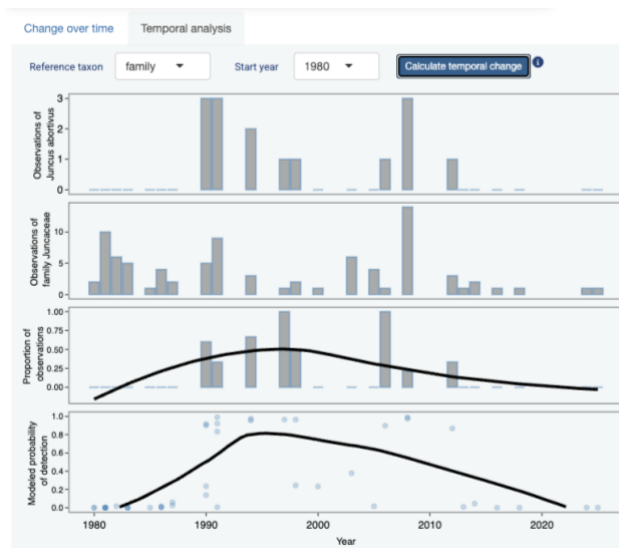 Change over time
Temporal analysis
Reference taxon
family
Start year
1980
Calculate temporal change
i
Observations of
Juncus abortivus
3
2
1
0
Observations of
family Juncaceae
10
5
0
Proportion of
observations
1.00
0.75
0.50
0.25
0.00
Modeled probability
of detection
1.0
0.8
0.6
0.4
0.2
0.0
1980
1990
2000
2010
2020
Year